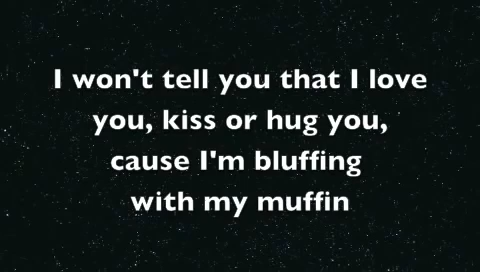 I won't tell you that I love
you, kiss or hug you,
cause I'm bluffing
with my muffin